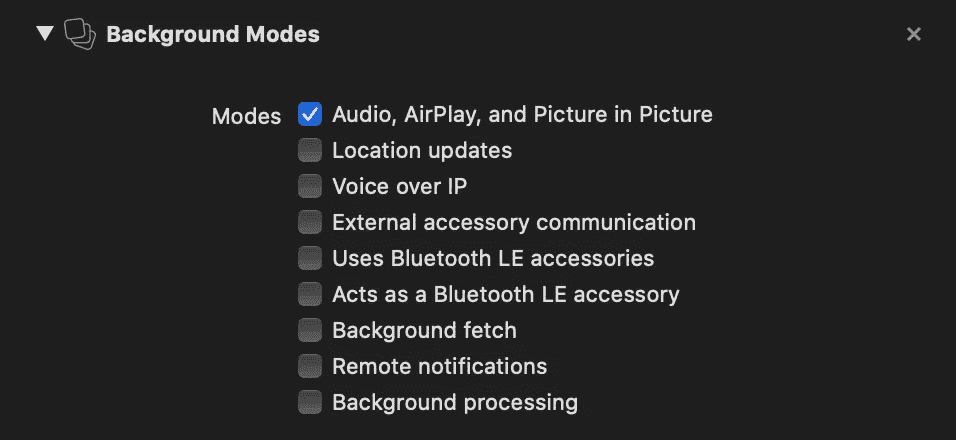 Background Modes
Modes
Audio, AirPlay, and Picture in Picture
Location updates
Voice over IP
External accessory communication
Uses Bluetooth LE accessories
Acts as a Bluetooth LE accessory
Background fetch
Remote notifications
Background processing